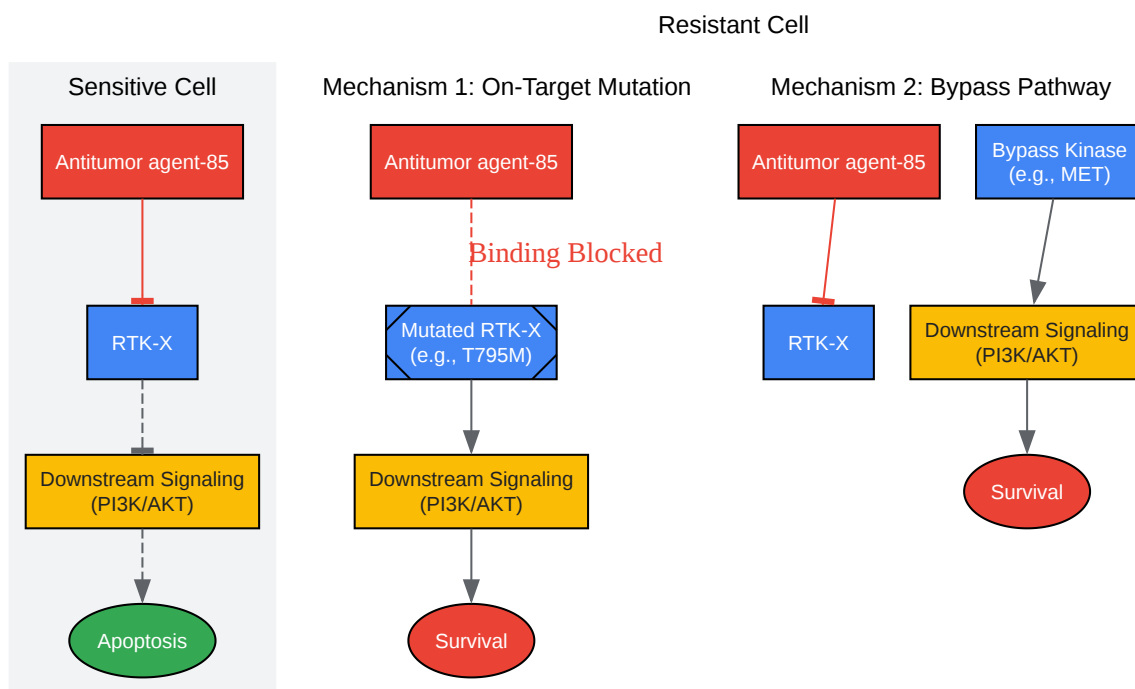 Resistant Cell
Sensitive Cell
Mechanism 1: On-Target Mutation
Mechanism 2: Bypass Pathway
Antitumor agent-85
RTK-X
Downstream Signaling
(PI3K/AKT)
Apoptosis
Antitumor agent-85
Binding Blocked
Mutated RTK-X
(e.g., T795M)
Downstream Signaling
(PI3K/AKT)
Survival
Antitumor agent-85
RTK-X
Bypass Kinase
(e.g., MET)
Downstream Signaling
(PI3K/AKT)
Survival